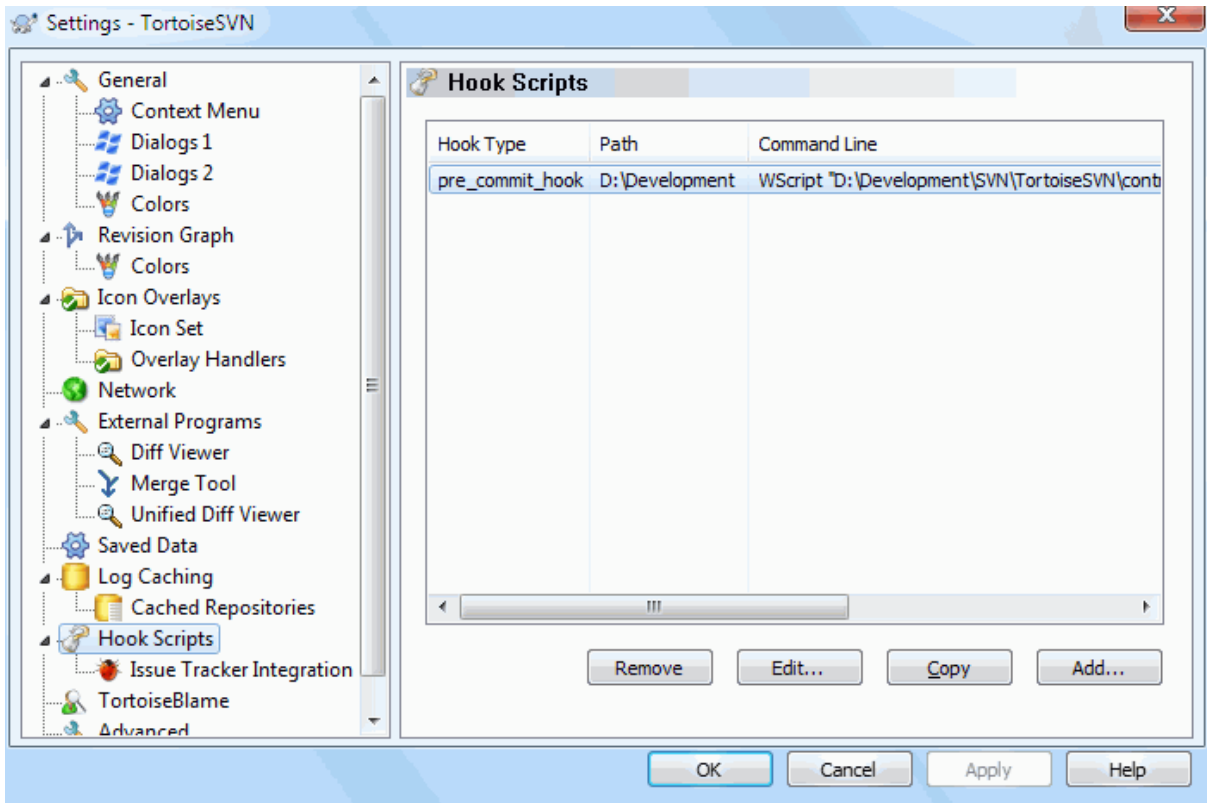 Settings - TortoiseSVN
General
Context Menu
Dialogs 1
Dialogs 2
Colors
Revision Graph
Colors
Icon Overlays
Icon Set
Overlay Handlers
Network
External Programs
Diff Viewer
Merge Tool
Unified Diff Viewer
Saved Data
Log Caching
Cached Repositories
Hook Scripts
Issue Tracker Integration
TortoiseBlame
Advanced
Hook Scripts
Hook Type Path Command Line
pre_commit_hook D:\Development WScript "D:\Development\SVN\TortoiseSVN\conti
Remove Edit... Copy Add...
OK Cancel Apply Help